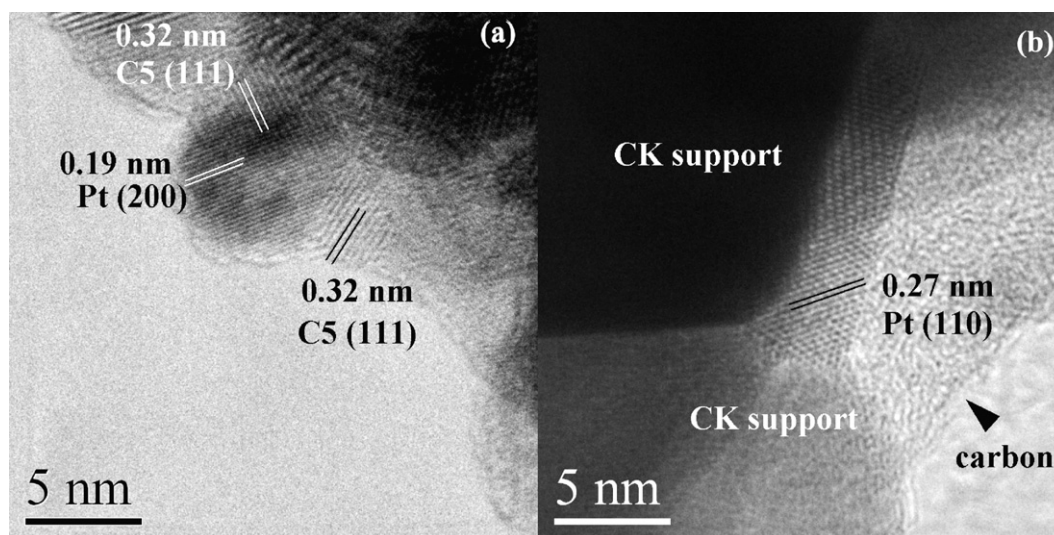 (a)
0.32 nm
C5 (111)
0.19 nm
Pt (200)
0.32 nm
C5 (111)
5 nm
(b)
CK support
0.27 nm
Pt (110)
CK support
carbon
5 nm